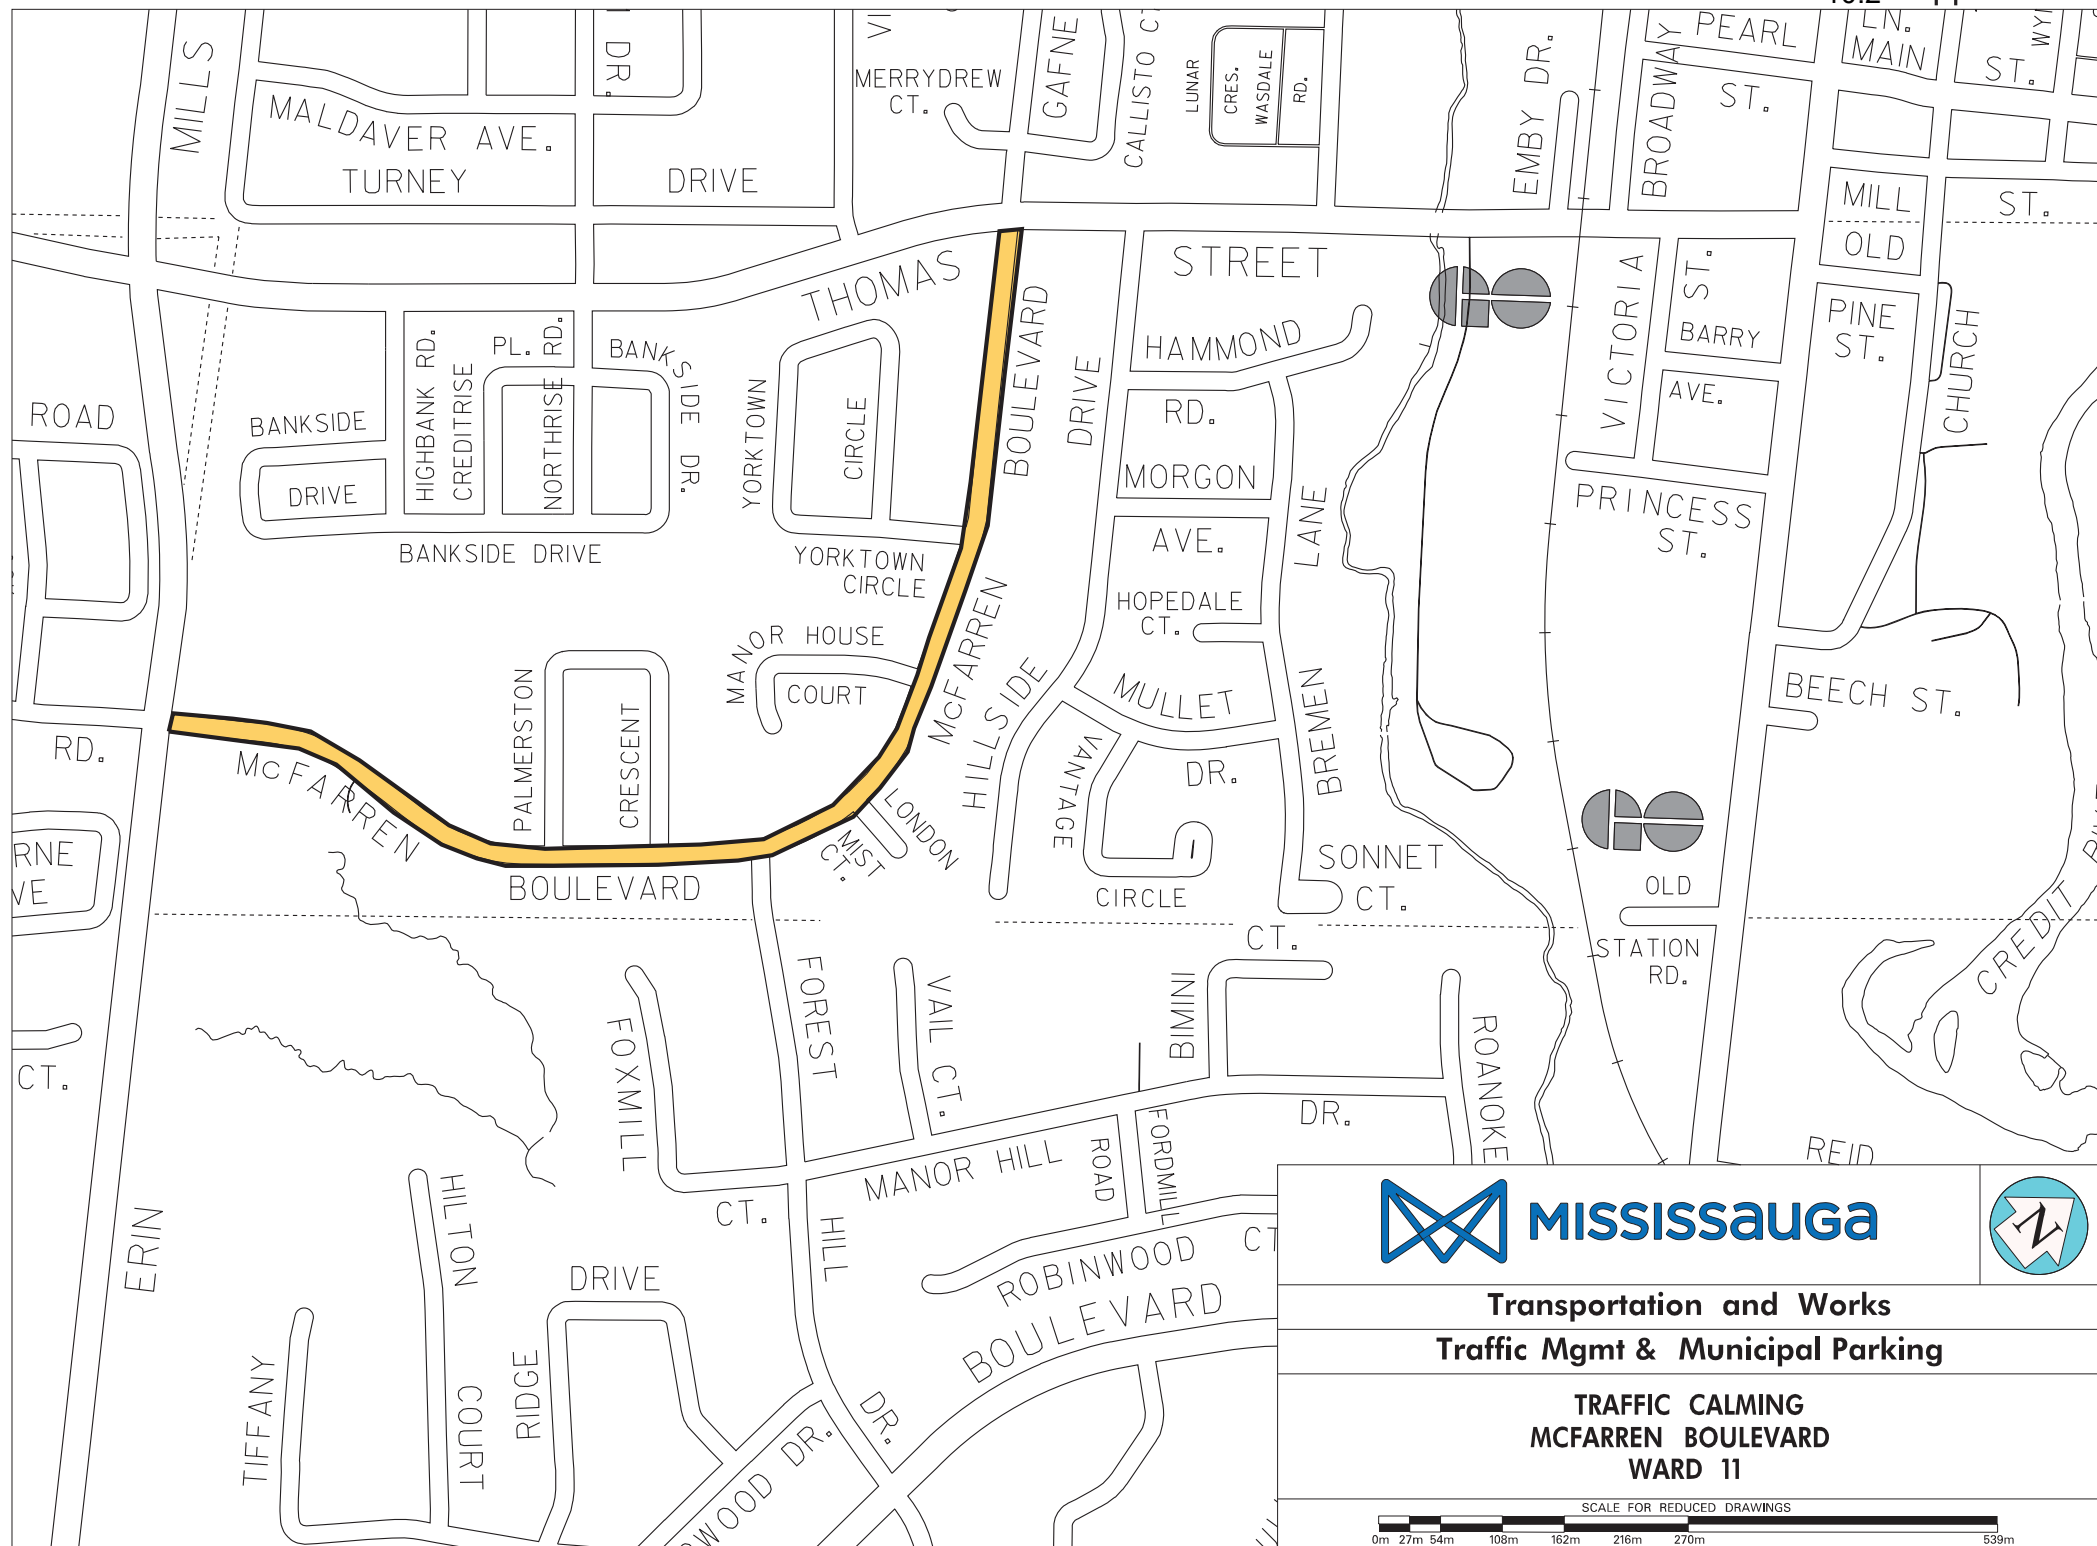 MILLS
DR.
MALDAVER AVE.
TURNEY
DRIVE
MERRYDREW
CT.
GAFNE
CALLISTO
LUNAR
CRES.
WASDALE
RD.
EMBY DR.
BROADWAY
PEARL
ST.
LN.
MAIN
ST.
MILL
ST.
OLD
THOMAS
STREET
BOULEVARD
HAMMOND
RD.
DRIVE
MORGON
AVE.
LANE
HOPEDALE
CT.
VICTORIA
ST.
BARRY
AVE.
PINE
ST.
CHURCH
PRINCESS
ST.
BEECH ST.
ROAD
BANKSIDE
DRIVE
HIGHBANK RD.
CREDITRISE
PL.
NORTHRISE RD.
BANKSIDE DR.
BANKSIDE DRIVE
YORKTOWN
CIRCLE
YORKTOWN
CIRCLE
MANOR HOUSE
COURT
McFARREN
HILLSIDE
MULLET
DR.
BREMEN
VANTAGE
CIRCLE
SONNET
CT.
PALMERSTON
CRESCENT
RD.
McFARREN
BOULEVARD
LONDON
MIST
CT.
RNE
VE
OLD
STATION
RD.
CREDIT
CT.
FOREST
FOXMILL
CT.
VAIL CT.
BIMINI
CT.
ROANOKE
DR.
MANOR HILL
ROAD
FORDMILL
REID
ERIN
HILTON
COURT
HILL
DR.
DRIVE
RIDGE
TIFFANY
ROBINWOOD
CT
BOULEVARD
WOOD DR.
MISSISSAUGA
N
Transportation and Works
Traffic Mgmt & Municipal Parking
TRAFFIC CALMING
MCFARREN BOULEVARD
WARD 11
SCALE FOR REDUCED DRAWINGS
0m 27m 54m 108m 162m 216m 270m 539m